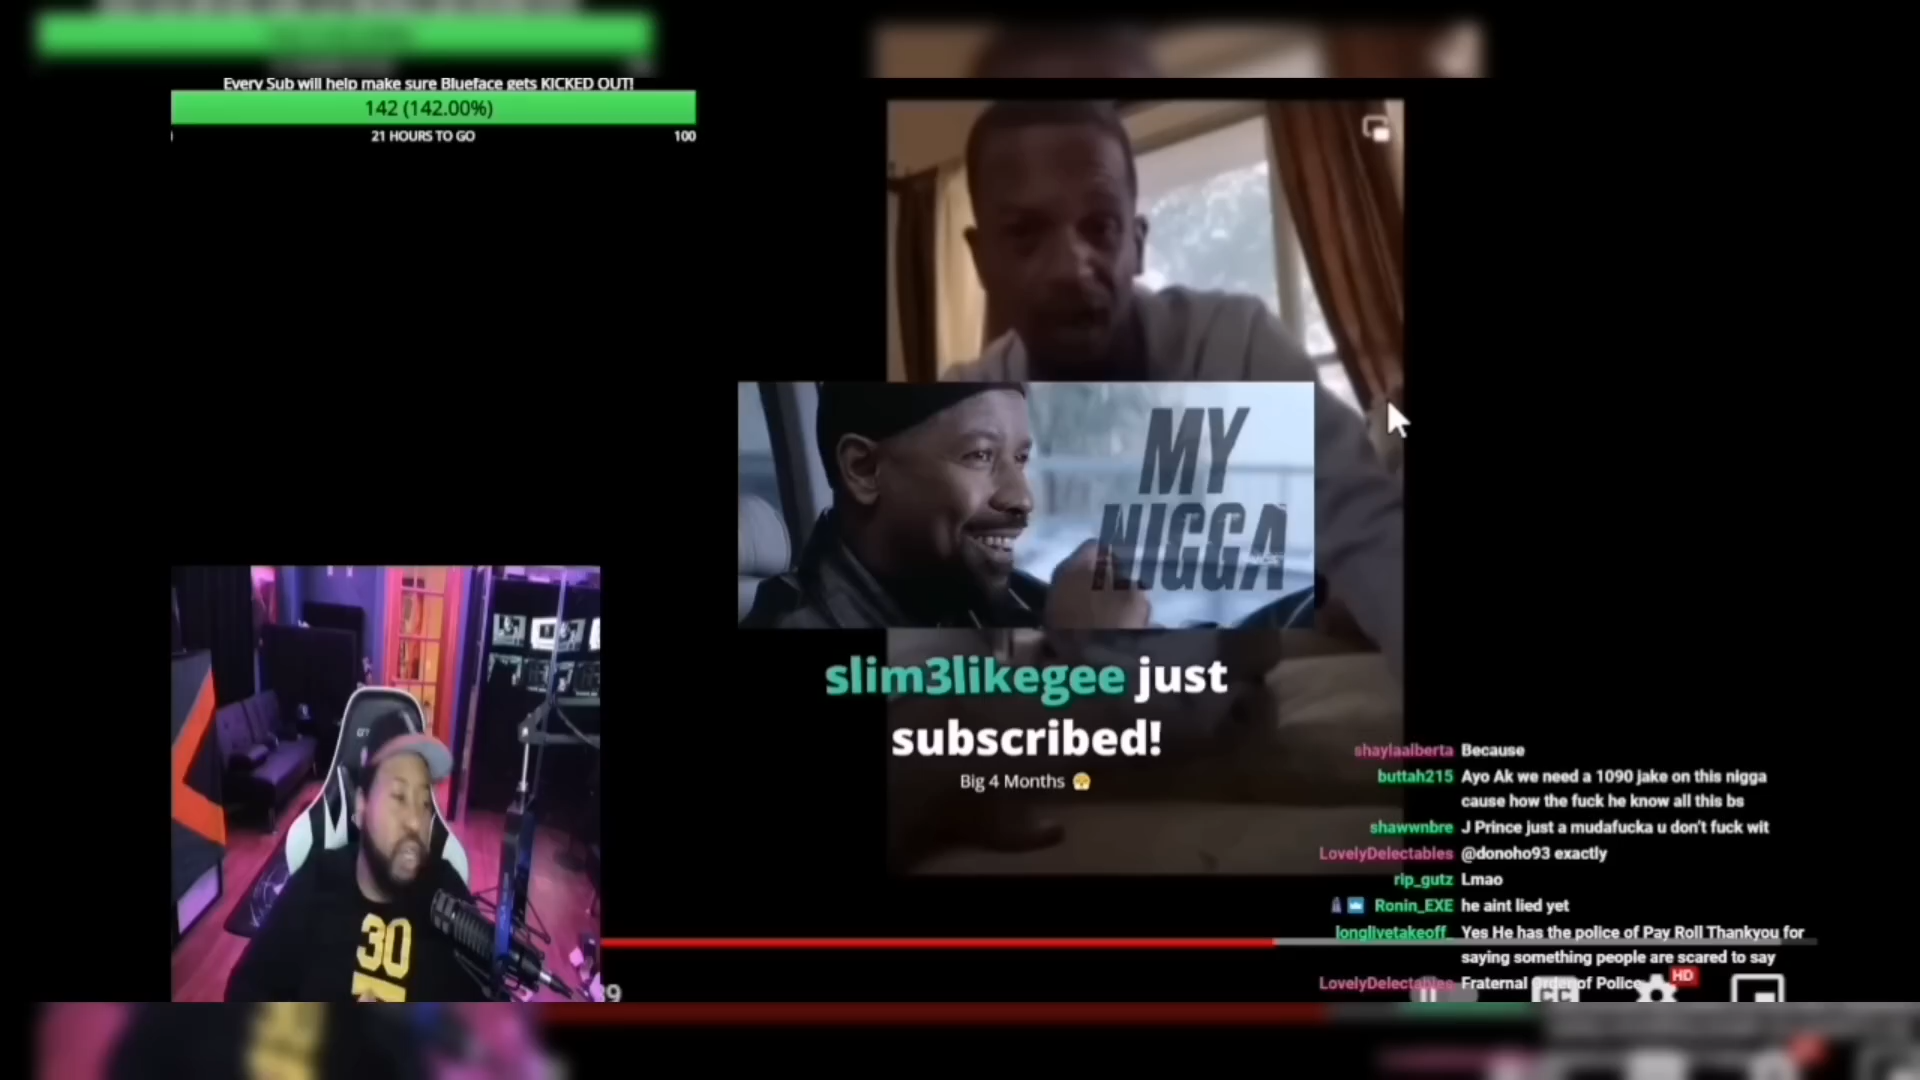 Every Sub will help make sure Blueface gets KICKED OUT!
142 (142.00%)
21 HOURS TO GO
100
MY
NIGGA
slim3likegee just
subscribed!
Big 4 Months 😤
shaylaalberta Because
buttah215 Ayo Ak we need a 1090 jake on this nigga
cause how the fuck he know all this bs
shawwnbre J Prince just a mudafucka u don't fuck wit
LovelyDelectables @donoho93 exactly
rip_gutz Lmao
Ronin_EXE he aint lied yet
longlivetakeoff_ Yes He has the police of Pay Roll Thankyou for
saying something people are scared to say
LovelyDelectables Fraternal Order of Police
HD
CC
30